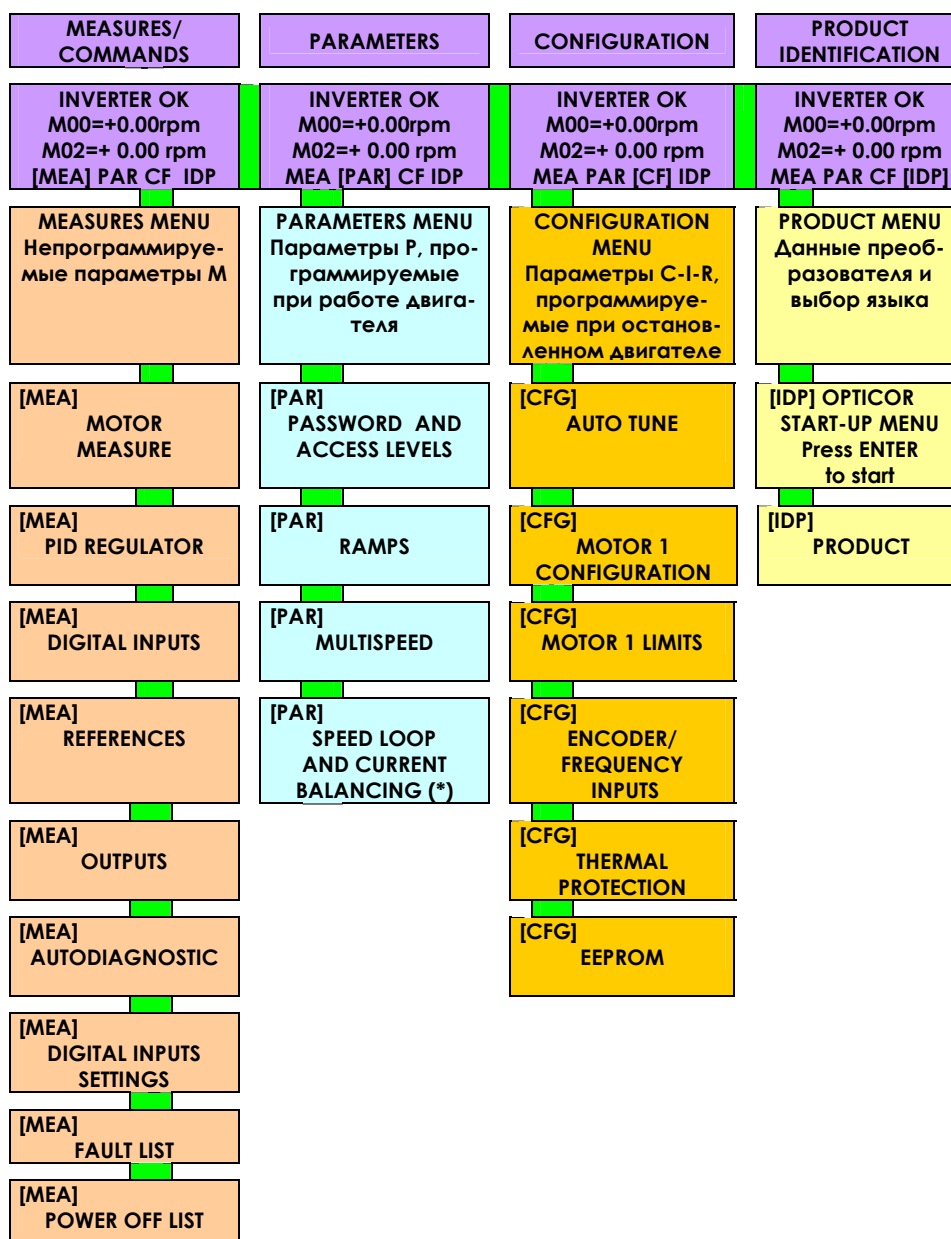 MEASURES/
COMMANDS
PARAMETERS
CONFIGURATION
PRODUCT
IDENTIFICATION
INVERTER OK
M00=+0.00rpm
M02=+ 0.00 rpm
[MEA] PAR CF IDP
INVERTER OK
M00=+0.00rpm
M02=+ 0.00 rpm
MEA [PAR] CF IDP
INVERTER OK
M00=+0.00rpm
M02=+ 0.00 rpm
MEA PAR [CF] IDP
INVERTER OK
M00=+0.00rpm
M02=+ 0.00 rpm
MEA PAR CF [IDP]
MEASURES MENU
Непрограммируе-
мые параметры М
PARAMETERS MENU
Параметры Р, про-
граммируемые
при работе двига-
теля
CONFIGURATION
MENU
Параметры C-I-R,
программируе-
мые при останов-
ленном двигателе
PRODUCT MENU
Данные преоб-
разователя и
выбор языка
[MEA]
MOTOR
MEASURE
[PAR]
PASSWORD AND
ACCESS LEVELS
[CFG]
AUTO TUNE
[IDP] OPTICOR
START-UP MENU
Press ENTER
to start
[MEA]
PID REGULATOR
[PAR]
RAMPS
[CFG]
MOTOR 1
CONFIGURATION
[IDP]
PRODUCT
[MEA]
DIGITAL INPUTS
[PAR]
MULTISPEED
[CFG]
MOTOR 1 LIMITS
[MEA]
REFERENCES
[PAR]
SPEED LOOP
AND CURRENT
BALANCING (*)
[CFG]
ENCODER/
FREQUENCY
INPUTS
[MEA]
OUTPUTS
[CFG]
THERMAL
PROTECTION
[MEA]
AUTODIAGNOSTIC
[CFG]
EEPROM
[MEA]
DIGITAL INPUTS
SETTINGS
[MEA]
FAULT LIST
[MEA]
POWER OFF LIST